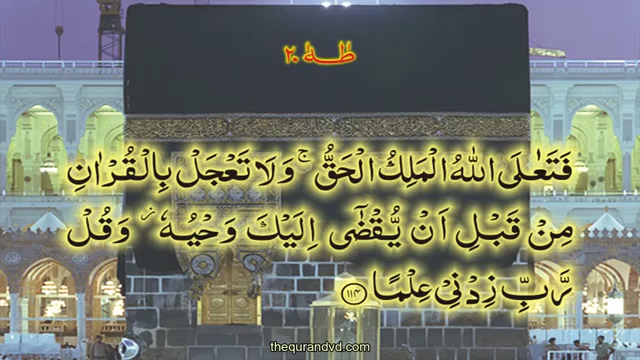 طٰهٰ ٢٠
فَتَعٰلَى اللّٰهُ الْمَلِكُ الْحَقُّ ۚ وَلَا تَعْجَلْ بِالْقُرْاٰنِ
مِنْ قَبْلِ اَنْ يُّقْضٰٓى اِلَيْكَ وَحْيُهٗ ۫ وَقُلْ
رَّبِّ زِدْنِيْ عِلْمًا ﴿١١٤﴾
thequrandvd.com